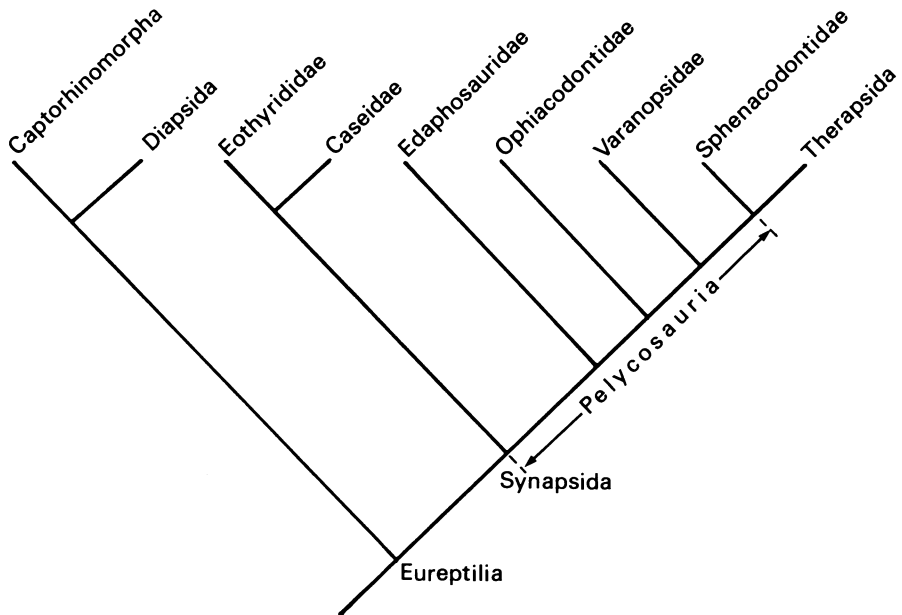 Captorhinomorpha
Diapsida
Eothyrididae
Caseidae
Edaphosauridae
Ophiacodontidae
Varanopsidae
Sphenacodontidae
Therapsida
Pelycosauria
Synapsida
Eureptilia